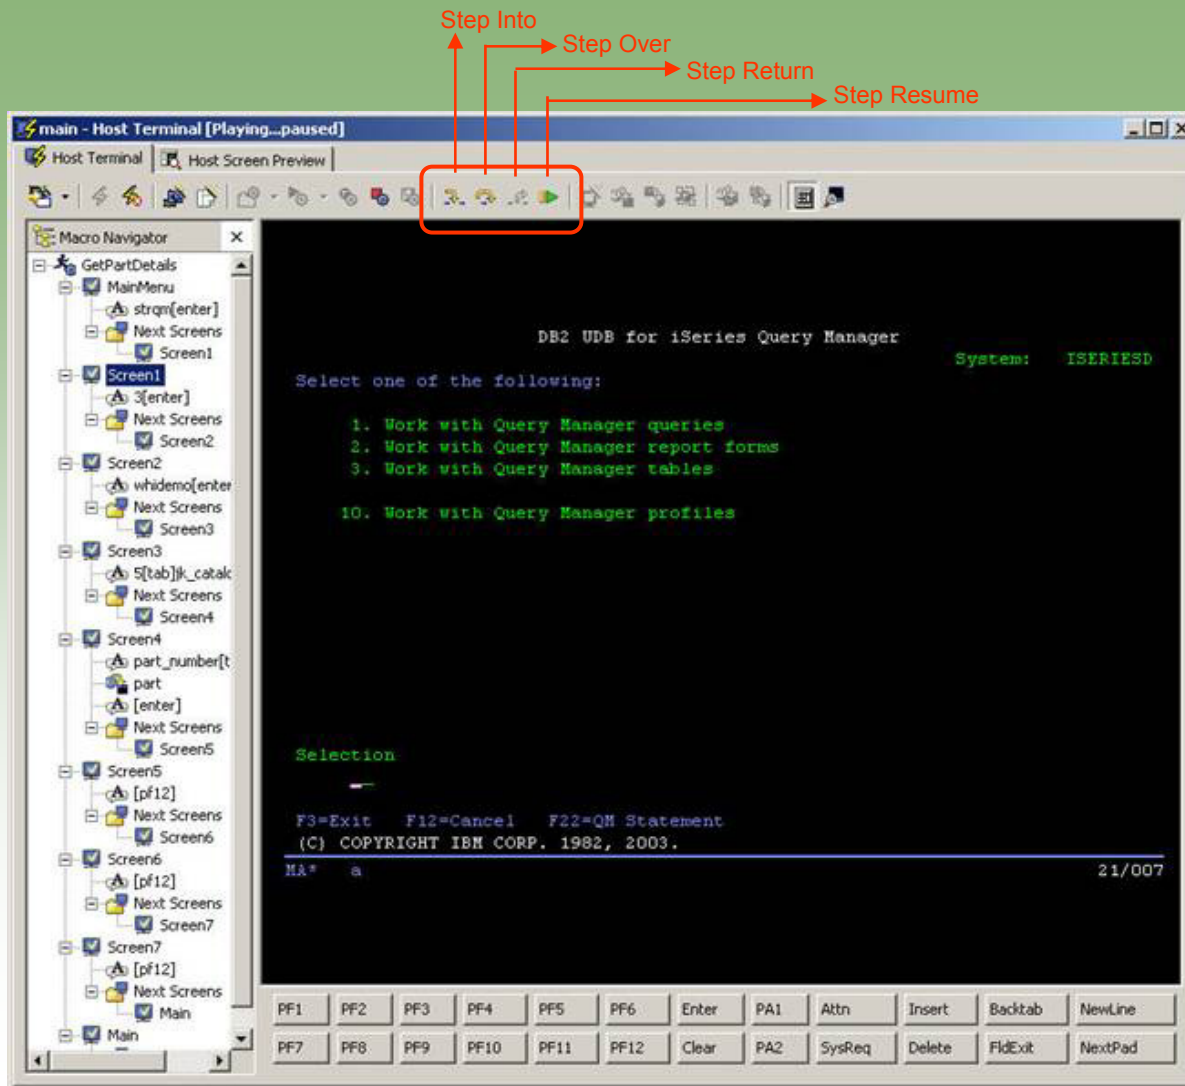 Step Into
Step Over
Step Return
Step Resume
main - Host Terminal [Playing...paused]
Host Terminal Host Screen Preview
Macro Navigator
GetPartDetails
MainMenu
strqm[enter]
Next Screens
Screen1
Screen1
3[enter]
Next Screens
Screen2
Screen2
whidemo[enter
Next Screens
Screen3
Screen3
5[tab]jk_catalc
Next Screens
Screen4
Screen4
part_number[t
part
[enter]
Next Screens
Screen5
Screen5
[pf12]
Next Screens
Screen6
Screen6
[pf12]
Next Screens
Screen7
Screen7
[pf12]
Next Screens
Main
Main
DB2 UDB for iSeries Query Manager
System: ISERIESD
Select one of the following:
1. Work with Query Manager queries
2. Work with Query Manager report forms
3. Work with Query Manager tables
10. Work with Query Manager profiles
Selection
F3=Exit F12=Cancel F22=QM Statement
(C) COPYRIGHT IBM CORP. 1982, 2003.
MA* a 21/007
PF1 PF2 PF3 PF4 PF5 PF6 Enter PA1 Attn Insert Backtab NewLine
PF7 PF8 PF9 PF10 PF11 PF12 Clear PA2 SysReq Delete FldExit NextPad